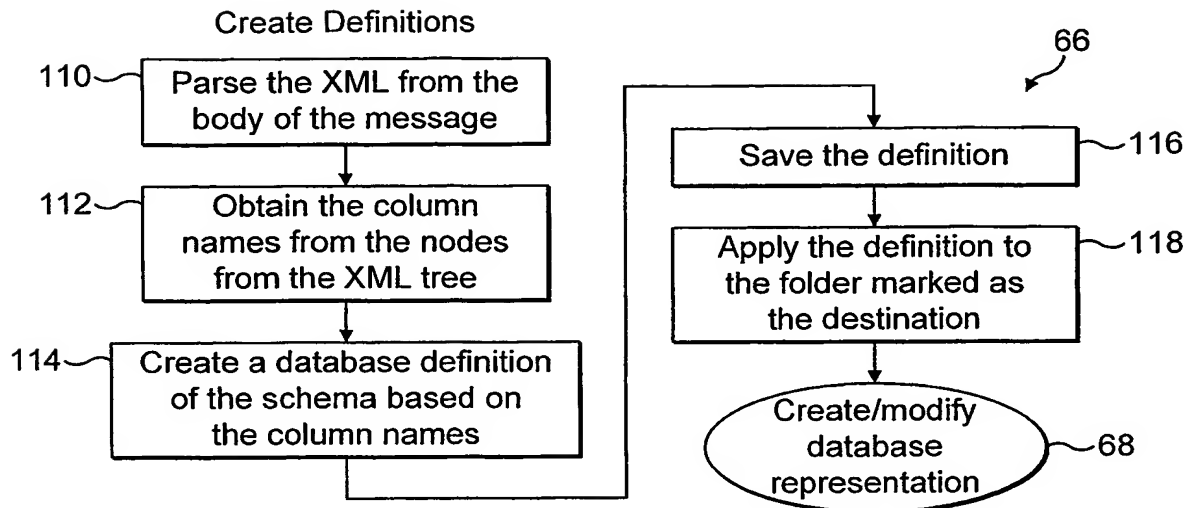 Create Definitions
110
Parse the XML from the
body of the message
112
Obtain the column
names from the nodes
from the XML tree
114
Create a database definition
of the schema based on
the column names
66
Save the definition
116
Apply the definition to
the folder marked as
the destination
118
Create/modify
database
representation
68